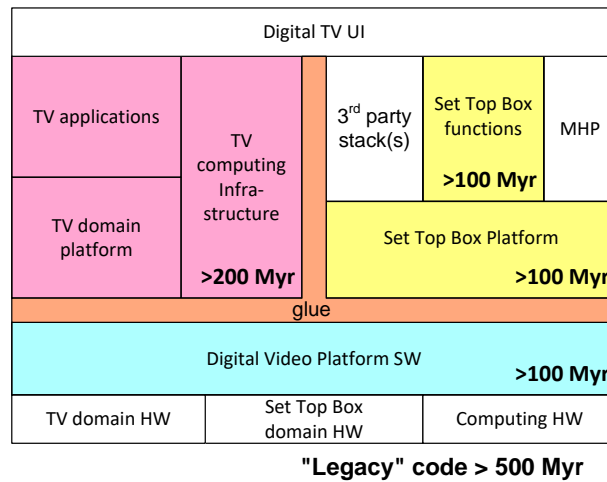 Digital TV UI
TV applications
TV
computing
Infra-
structure
>200 Myr
TV domain
platform
3rd party
stack(s)
Set Top Box
functions
>100 Myr
MHP
Set Top Box Platform
>100 Myr
glue
Digital Video Platform SW
>100 Myr
TV domain HW
Set Top Box
domain HW
Computing HW
"Legacy" code > 500 Myr